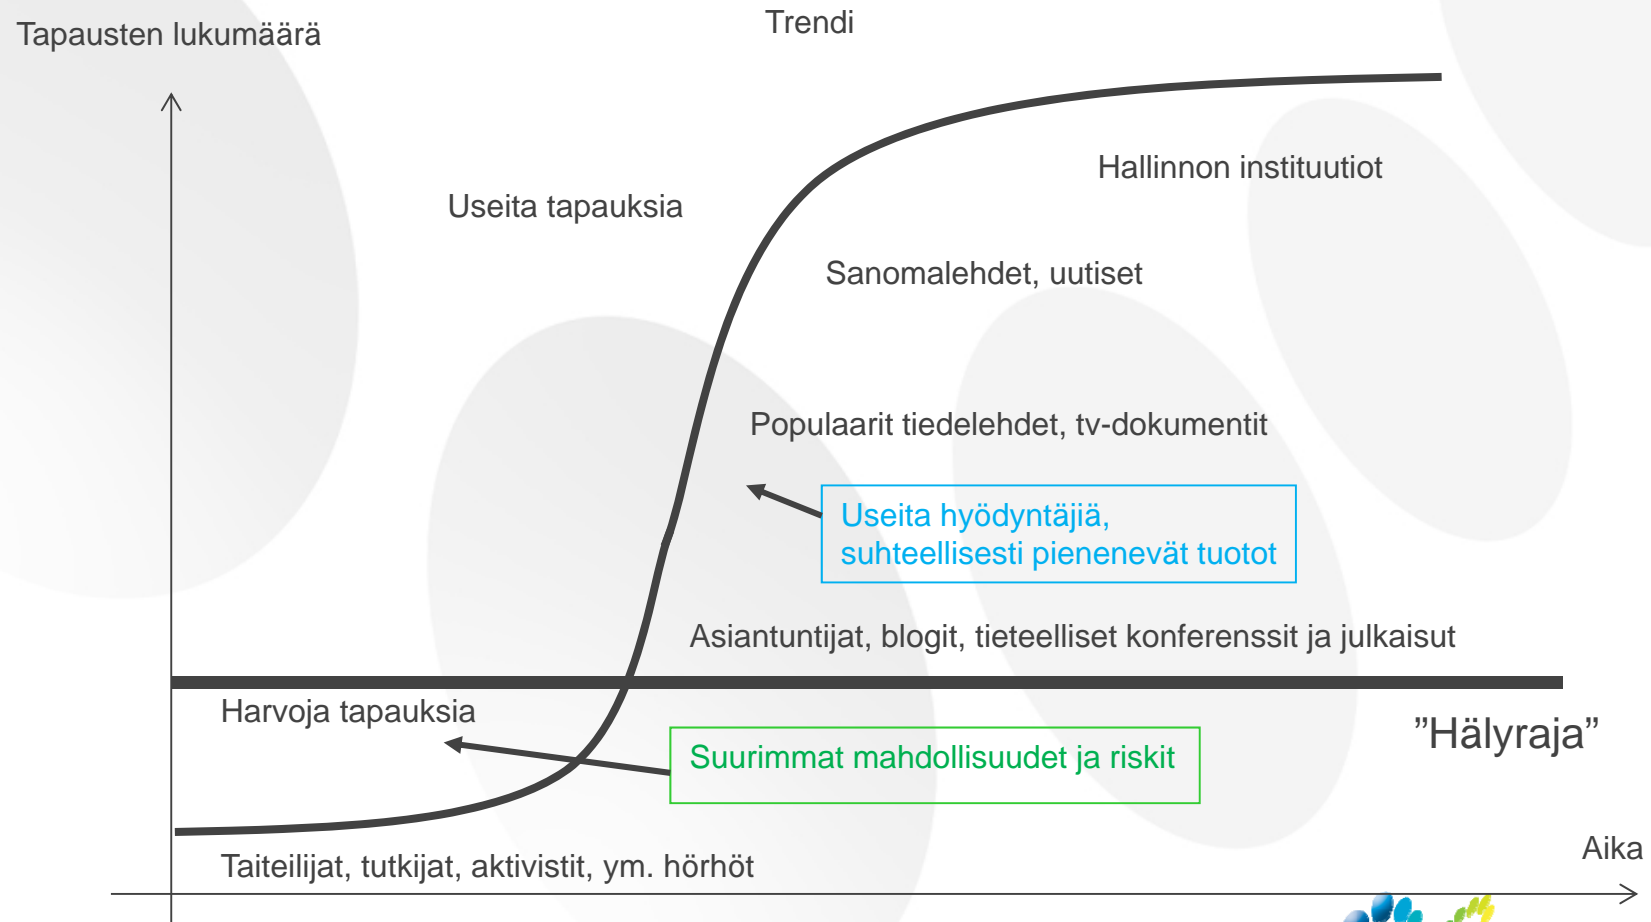 Trendi
Tapausten lukumäärä
Hallinnon instituutiot
Useita tapauksia
Sanomalehdet, uutiset
Populaarit tiedelehdet, tv-dokumentit
Useita hyödyntäjiä,
suhteellisesti pienenevät tuotot
Asiantuntijat, blogit, tieteelliset konferenssit ja julkaisut
Harvoja tapauksia
”Hälyraja”
Suurimmat mahdollisuudet ja riskit
Aika
Taiteilijat, tutkijat, aktivistit, ym. hörhöt